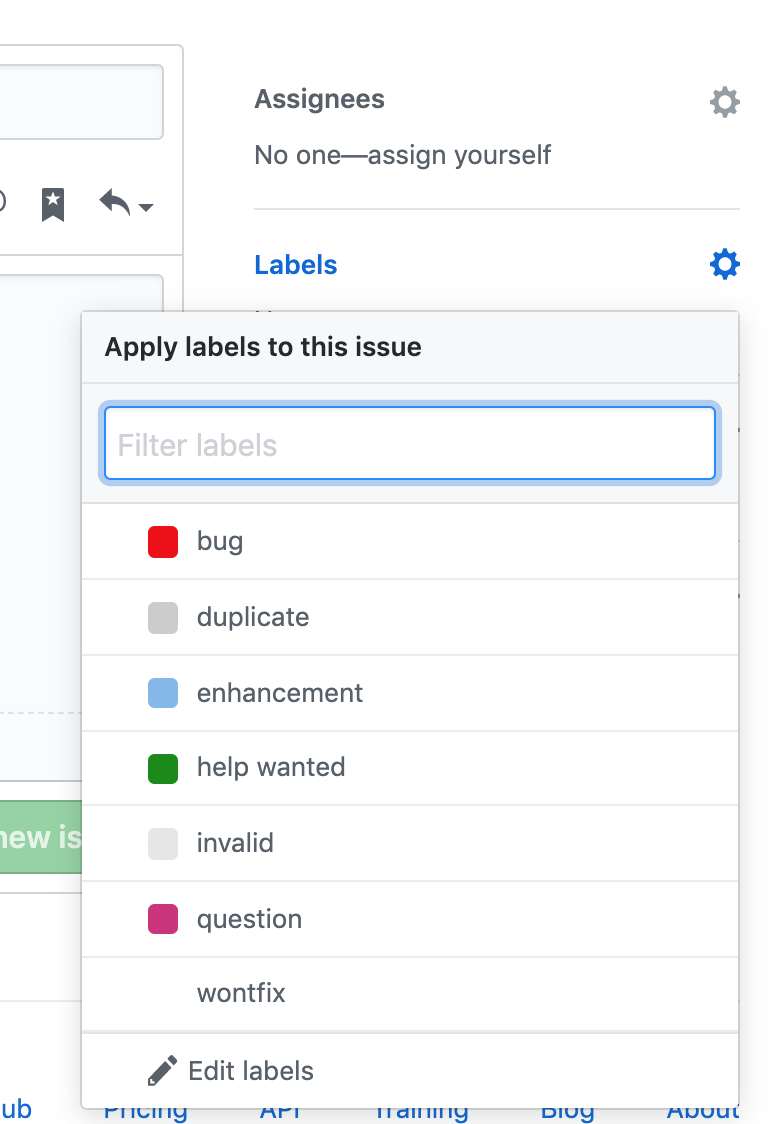 Assignees
No one—assign yourself
Labels
Apply labels to this issue
Filter labels
bug
duplicate
enhancement
help wanted
invalid
question
wontfix
Edit labels
new is
ub Pricing API Training Blog About